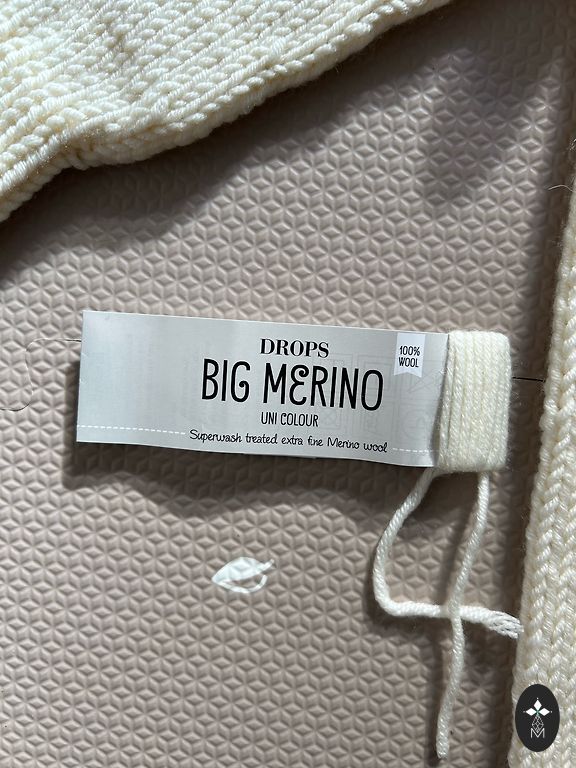 DROPS
100%
WOOL
BIG MERINO
UNI COLOUR
Superwash treated extra fine Merino wool
M